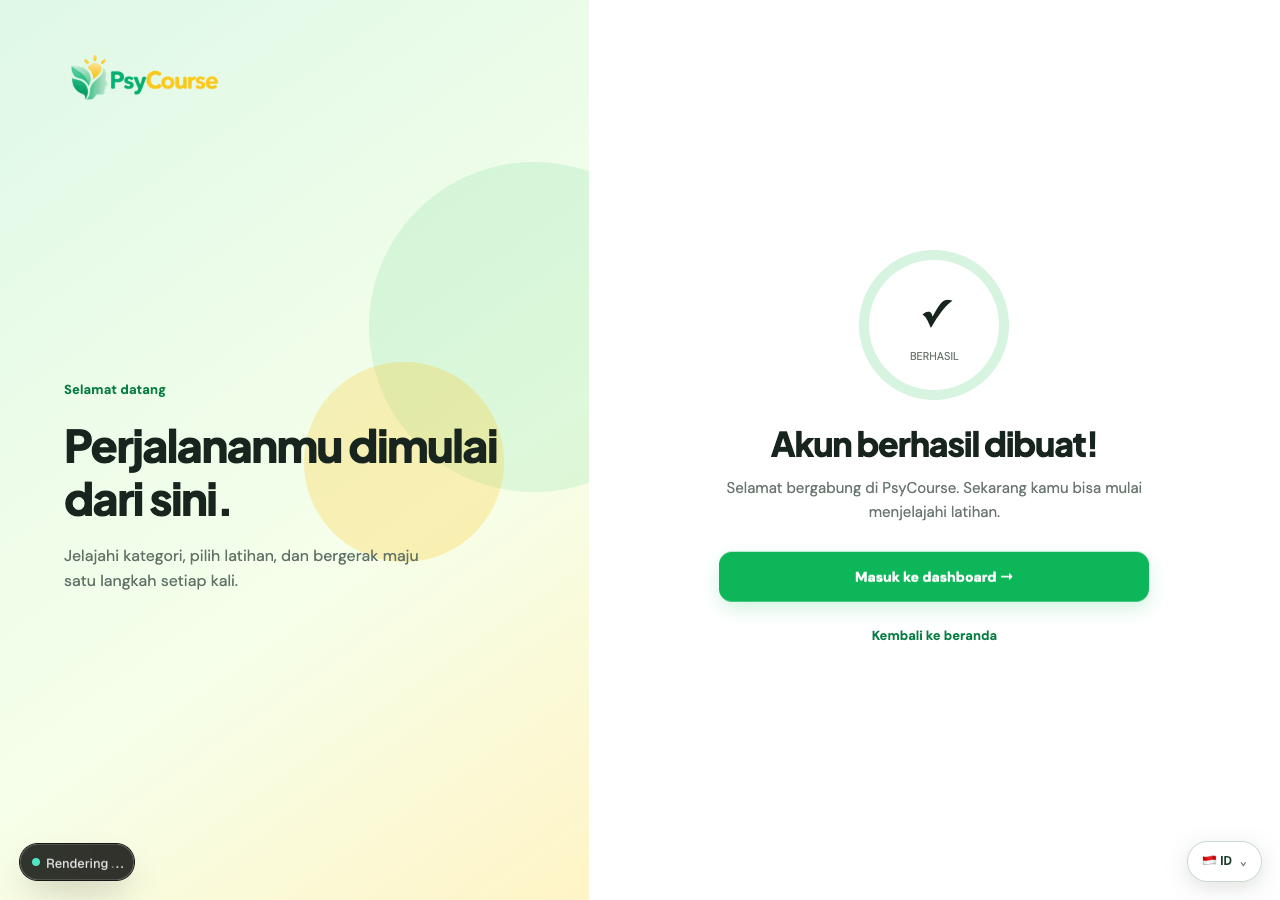 PsyCourse
Selamat datang
Perjalananmu dimulai
dari sini.
Jelajahi kategori, pilih latihan, dan bergerak maju
satu langkah setiap kali.
✓
BERHASIL
Akun berhasil dibuat!
Selamat bergabung di PsyCourse. Sekarang kamu bisa mulai
menjelajahi latihan.
Masuk ke dashboard →
Kembali ke beranda
Rendering ...
ID